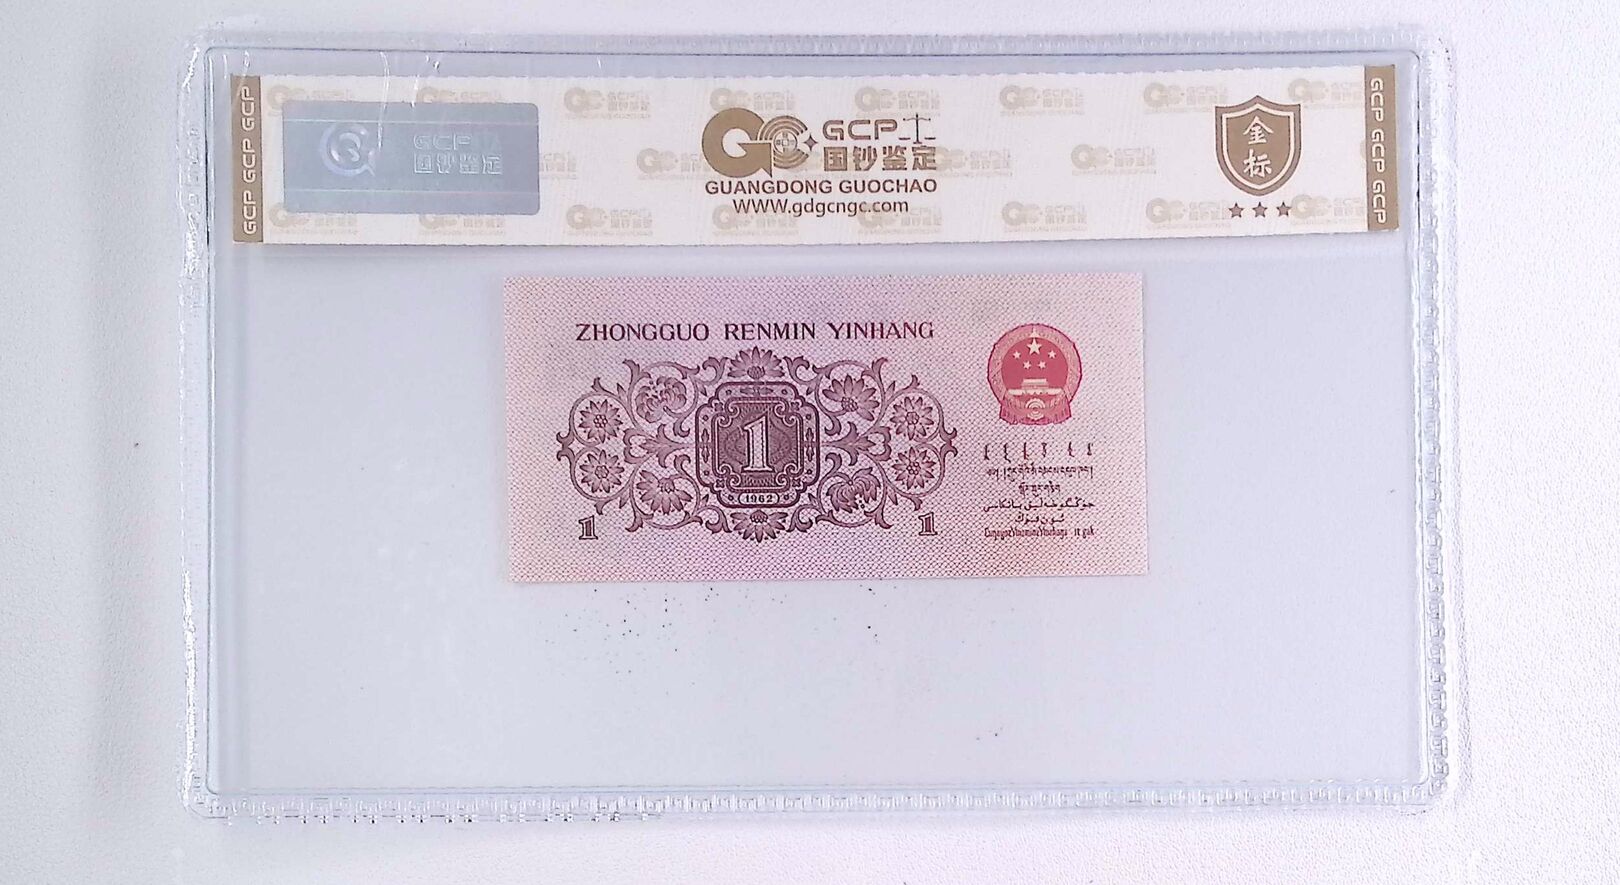 GCP GCP GCP
GCP
国钞鉴定
GCP
国钞鉴定
GUANGDONG GUOCHAO
WWW.gdgcngc.com
金标
GCP GCP GCP
ZHONGGUO RENMIN YINHANG
1
(1962)
1 1